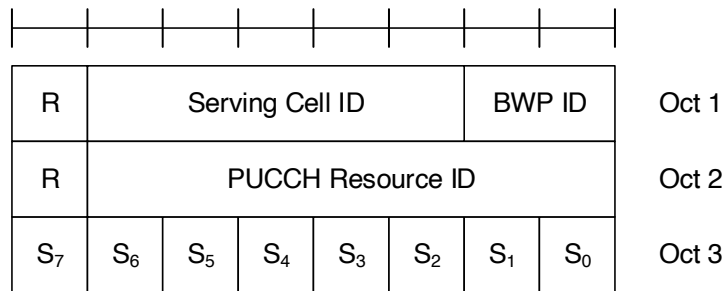 R Serving Cell ID BWP ID Oct 1
R PUCCH Resource ID Oct 2
S₇ S₆ S₅ S₄ S₃ S₂ S₁ S₀ Oct 3